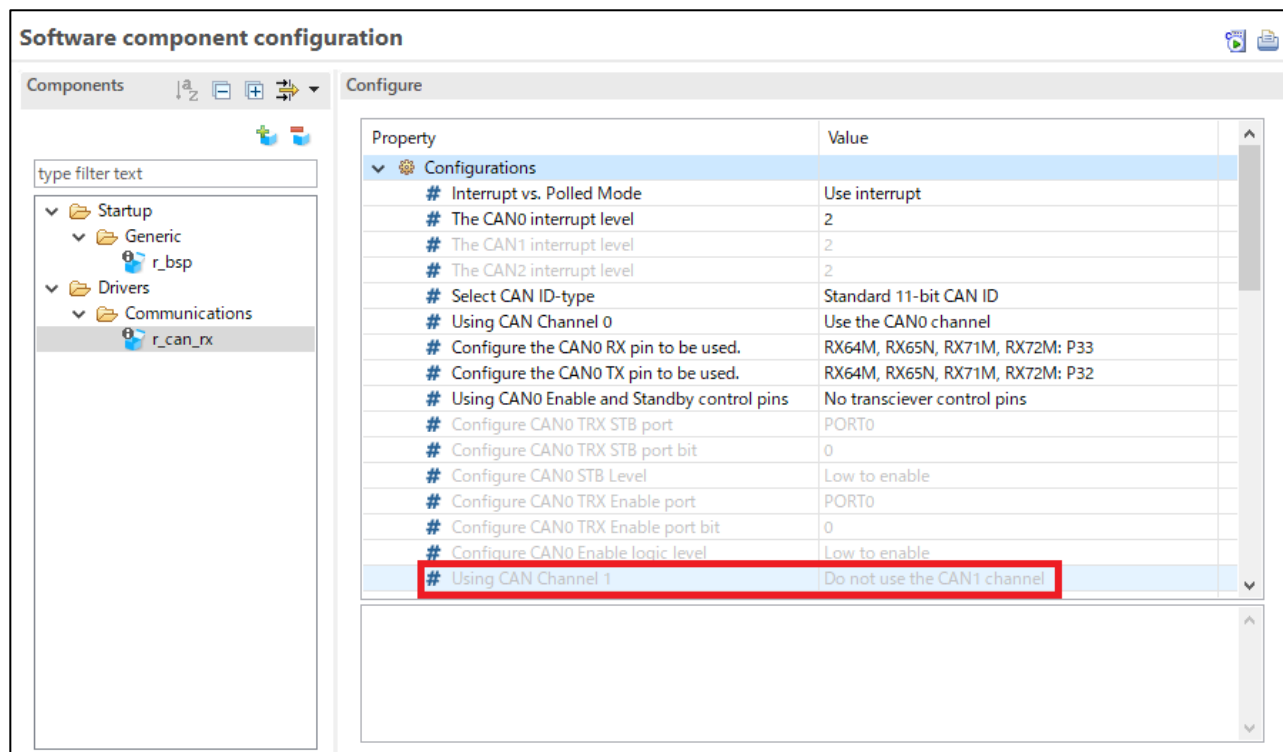 Software component configuration
Components
Configure
type filter text
Startup
Generic
r_bsp
Drivers
Communications
r_can_rx
Property Value
Configurations
# Interrupt vs. Polled Mode Use interrupt
# The CAN0 interrupt level 2
# The CAN1 interrupt level 2
# The CAN2 interrupt level 2
# Select CAN ID-type Standard 11-bit CAN ID
# Using CAN Channel 0 Use the CAN0 channel
# Configure the CAN0 RX pin to be used. RX64M, RX65N, RX71M, RX72M: P33
# Configure the CAN0 TX pin to be used. RX64M, RX65N, RX71M, RX72M: P32
# Using CAN0 Enable and Standby control pins No transciever control pins
# Configure CAN0 TRX STB port PORT0
# Configure CAN0 TRX STB port bit 0
# Configure CAN0 STB Level Low to enable
# Configure CAN0 TRX Enable port PORT0
# Configure CAN0 TRX Enable port bit 0
# Configure CAN0 Enable logic level Low to enable
# Using CAN Channel 1 Do not use the CAN1 channel